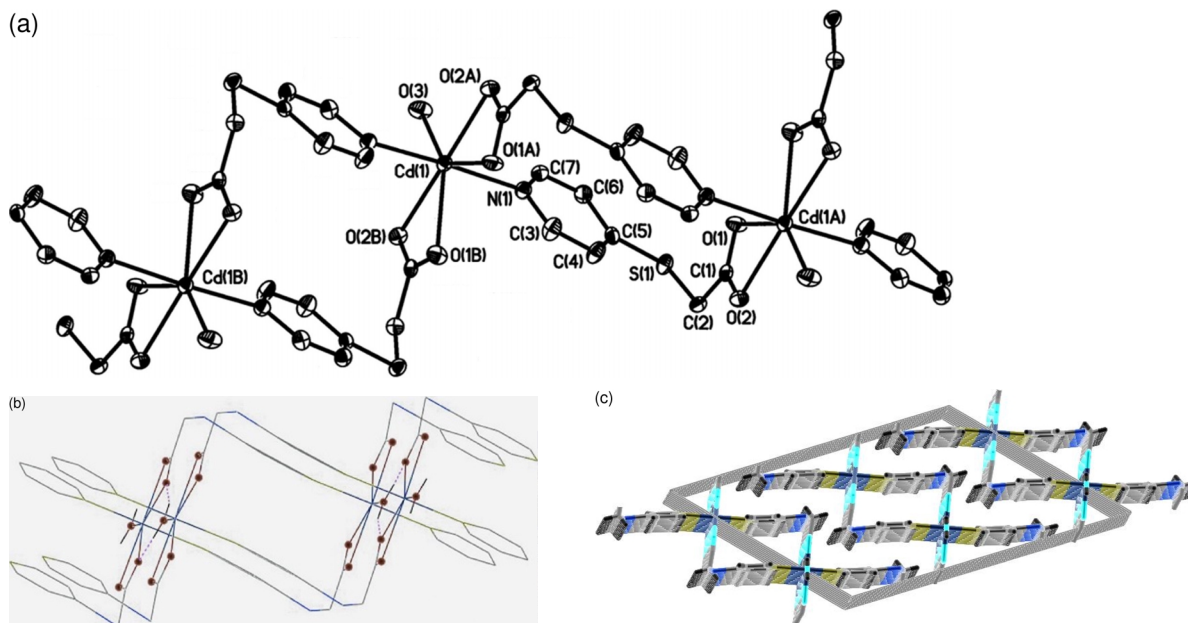 (a)
O(3)
O(2A)
O(1A)
Cd(1)
C(7)
N(1)
C(6)
C(3)
C(5)
C(4)
S(1)
O(2B)
O(1B)
Cd(1B)
O(1)
Cd(1A)
C(1)
C(2)
O(2)
(b)
(c)